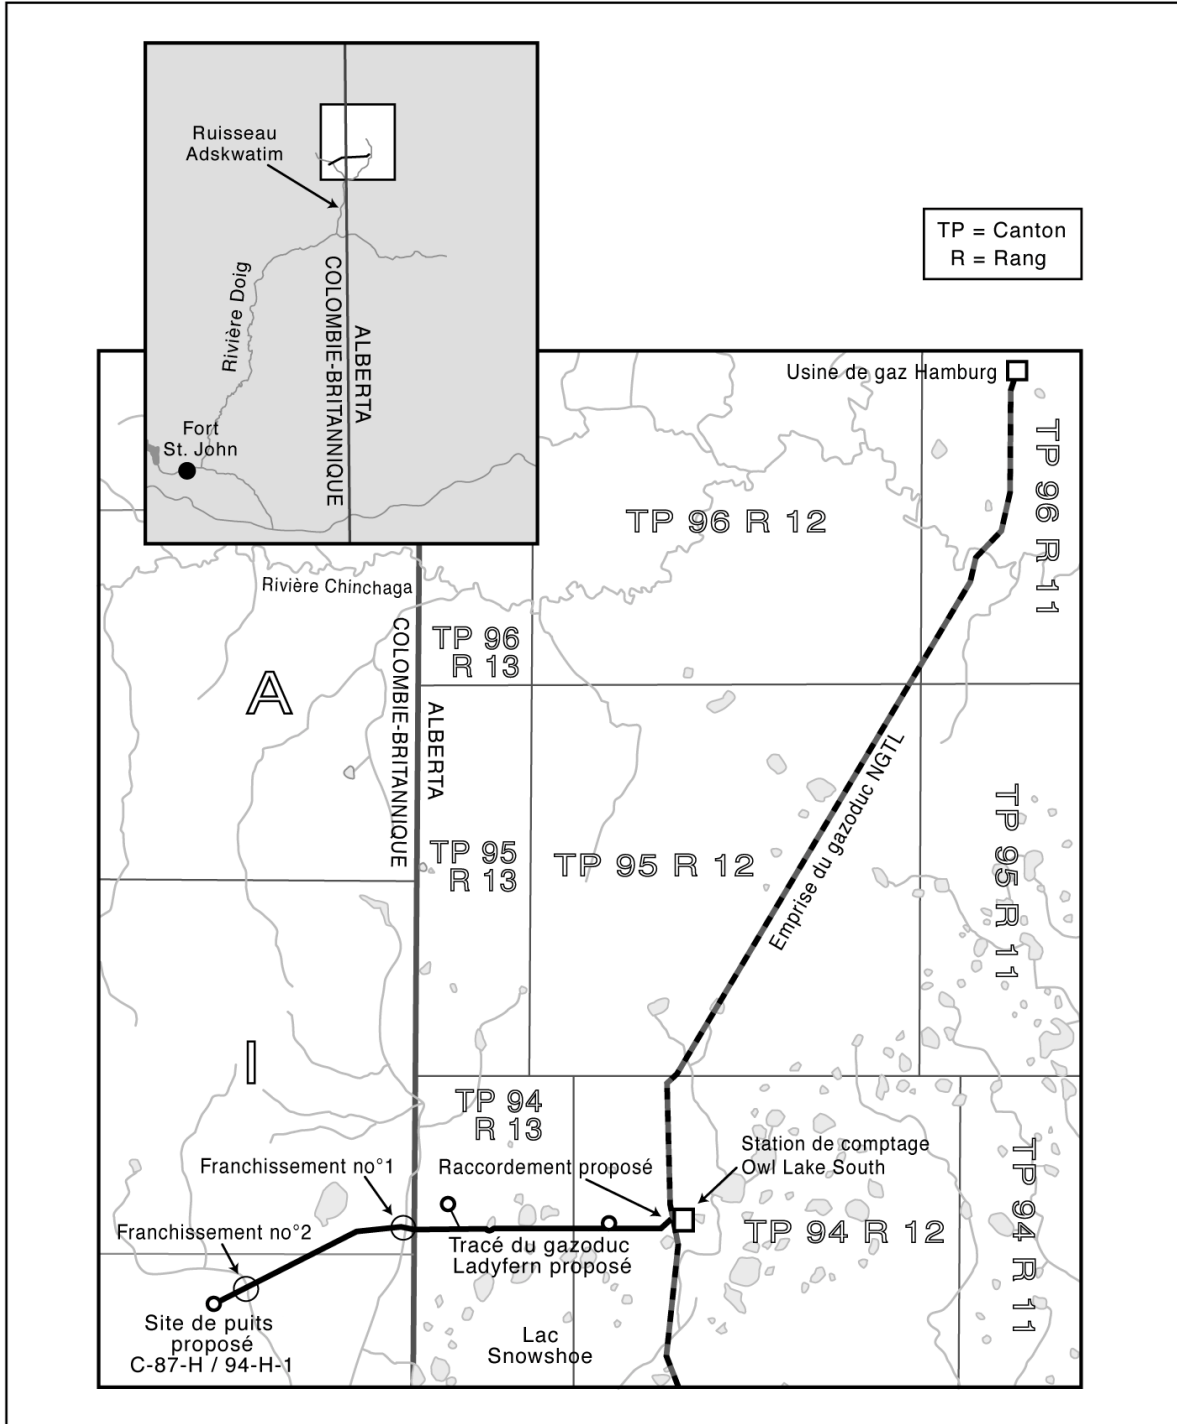 Ruisseau
Adskwatim
Rivière Doig
COLOMBIE-BRITANNIQUE
ALBERTA
Fort
St. John
TP = Canton
R = Rang
Usine de gaz Hamburg
TP 96 R 11
TP 96 R 12
Rivière Chinchaga
TP 96
R 13
A
COLOMBIE-BRITANNIQUE
ALBERTA
Emprise du gazoduc NGTL
TP 95
R 13
TP 95 R 12
TP 95 R 11
I
TP 94
R 13
Station de comptage
Owl Lake South
Franchissement no°1
Raccordement proposé
TP 94 R 12
TP 94 R 11
Franchissement no°2
Tracé du gazoduc
Ladyfern proposé
Site de puits
proposé
C-87-H / 94-H-1
Lac
Snowshoe